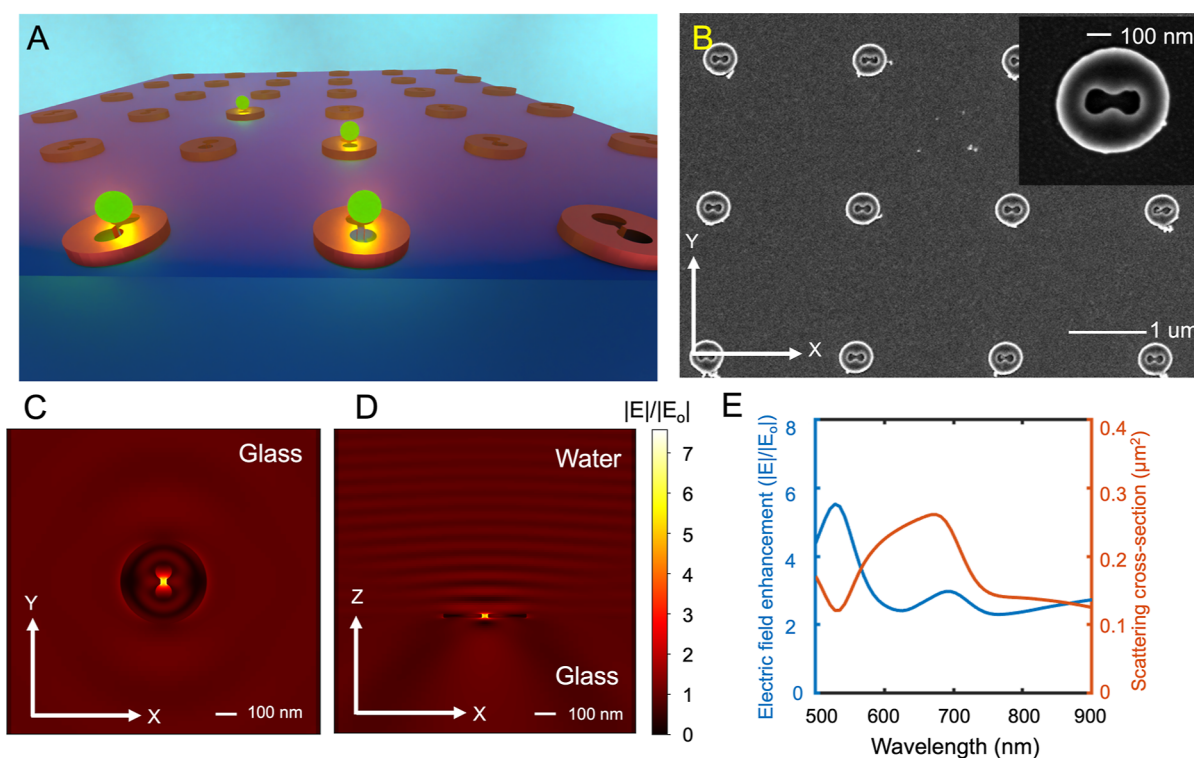 A
B
100 nm
Y
X
1 um
C
Glass
Y
X
100 nm
D
|E|/|Eo|
Water
Z
Glass
X
100 nm
7
6
5
4
3
2
1
0
E
Electric field enhancement (|E|/|Eo|)
8
6
4
2
0
0.4
0.3
0.2
0.1
0
Scattering cross-section (μm²)
500 600 700 800 900
Wavelength (nm)